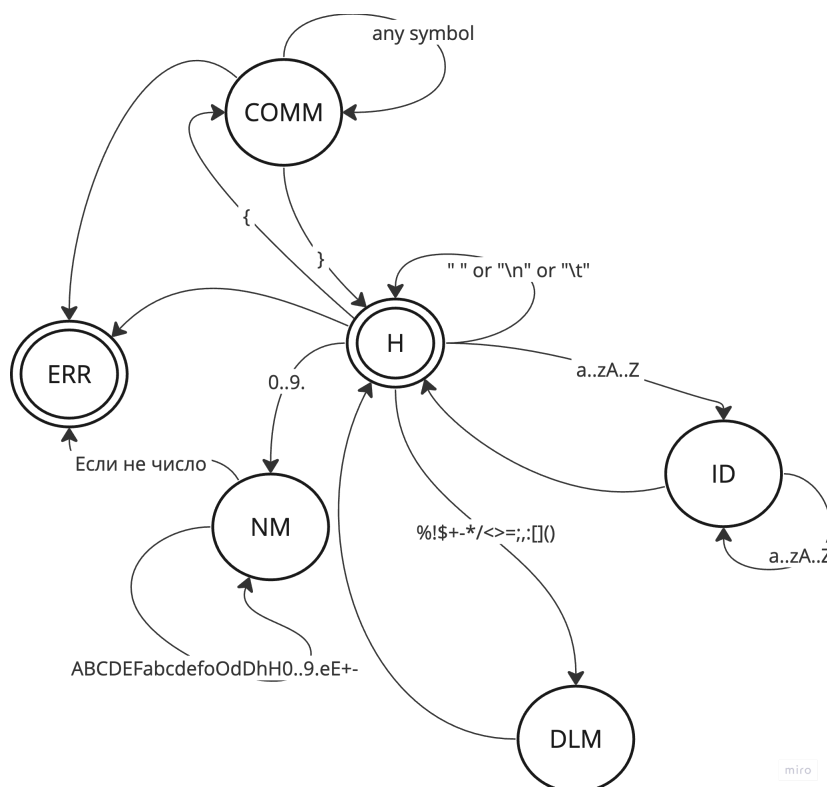 any symbol
COMM
{
}
" " or "\n" or "\t"
H
ERR
a..zA..Z
0..9.
Если не число
ID
NM
%!$+-*/<>=;,:[]()
a..zA..Z
ABCDEFabcdefoOdDhH0..9.eE+-
DLM
miro